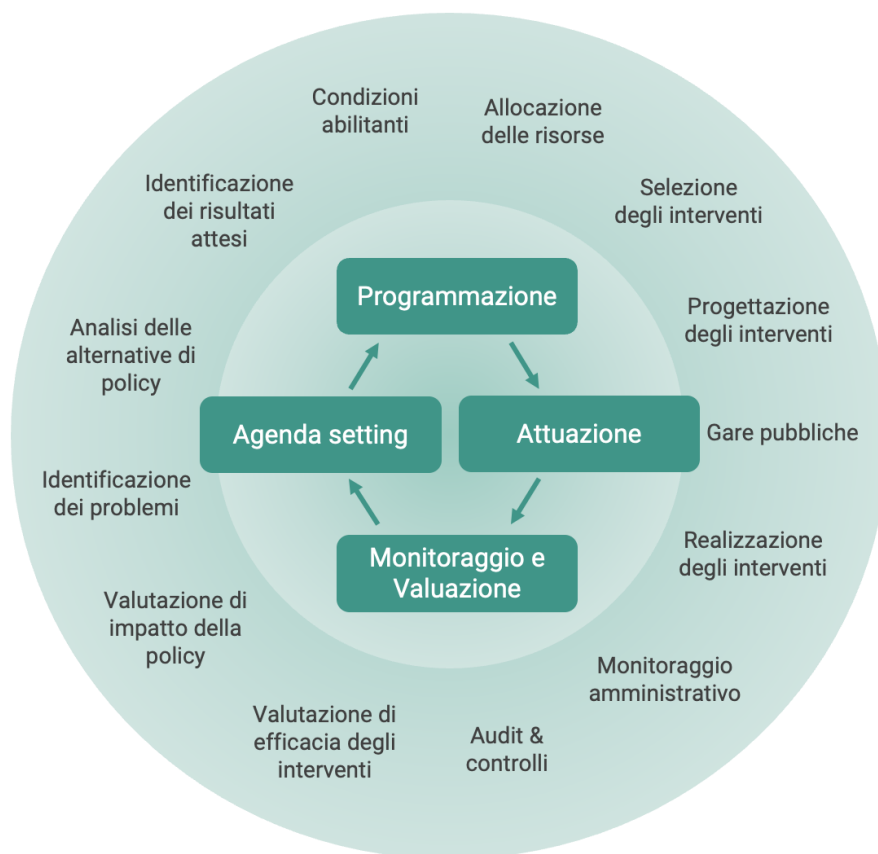 Condizioni
abilitanti
Allocazione
delle risorse
Selezione
degli interventi
Progettazione
degli interventi
Gare pubbliche
Realizzazione
degli interventi
Monitoraggio
amministrativo
Audit &
controlli
Valutazione di
efficacia degli
interventi
Valutazione di
impatto della
policy
Identificazione
dei problemi
Analisi delle
alternative di
policy
Identificazione
dei risultati
attesi
Programmazione
Attuazione
Monitoraggio e
Valuazione
Agenda setting